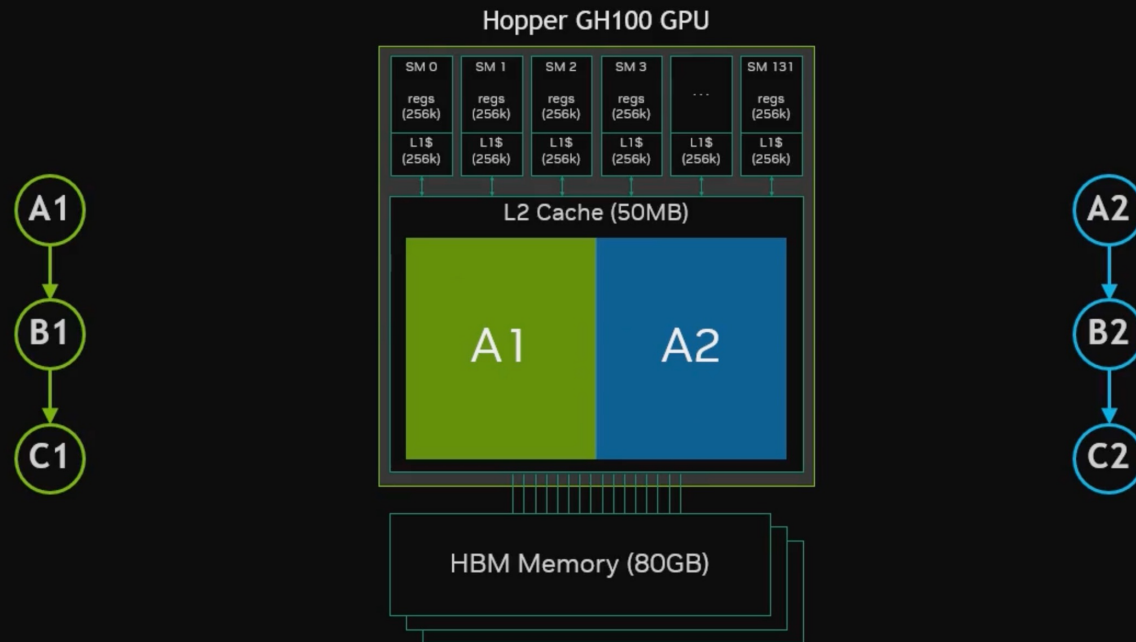 Hopper GH100 GPU
SM 0
regs
(256k)
L1$
(256k)
SM 1
regs
(256k)
L1$
(256k)
SM 2
regs
(256k)
L1$
(256k)
SM 3
regs
(256k)
L1$
(256k)
...
L1$
(256k)
SM 131
regs
(256k)
L1$
(256k)
L2 Cache (50MB)
A1
A2
HBM Memory (80GB)
A1
B1
C1
A2
B2
C2